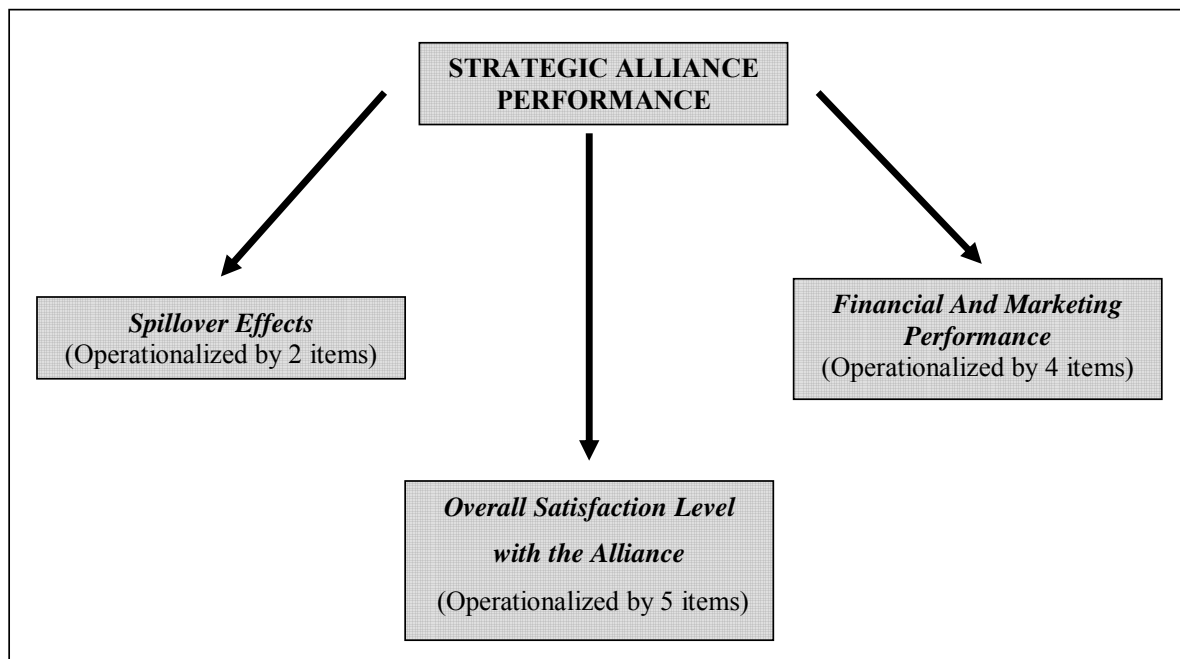 STRATEGIC ALLIANCE
PERFORMANCE
Spillover Effects
(Operationalized by 2 items)
Financial And Marketing
Performance
(Operationalized by 4 items)
Overall Satisfaction Level
with the Alliance
(Operationalized by 5 items)